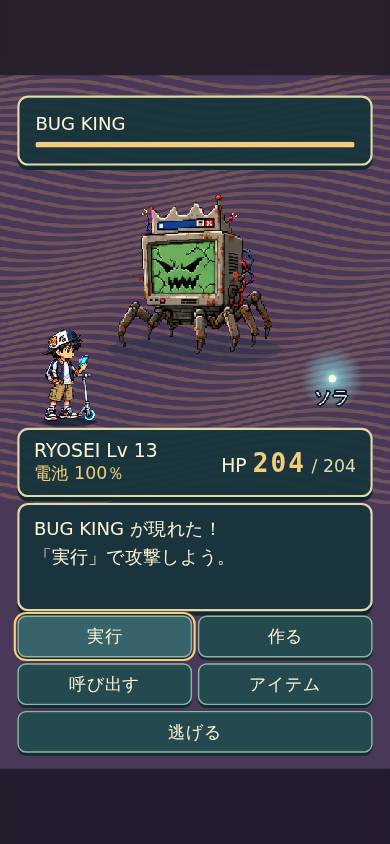 BUG KING
ソラ
RYOSEI Lv 13
電池 100％
HP 204 / 204
BUG KING が現れた！
「実行」で攻撃しよう。
実行
作る
呼び出す
アイテム
逃げる